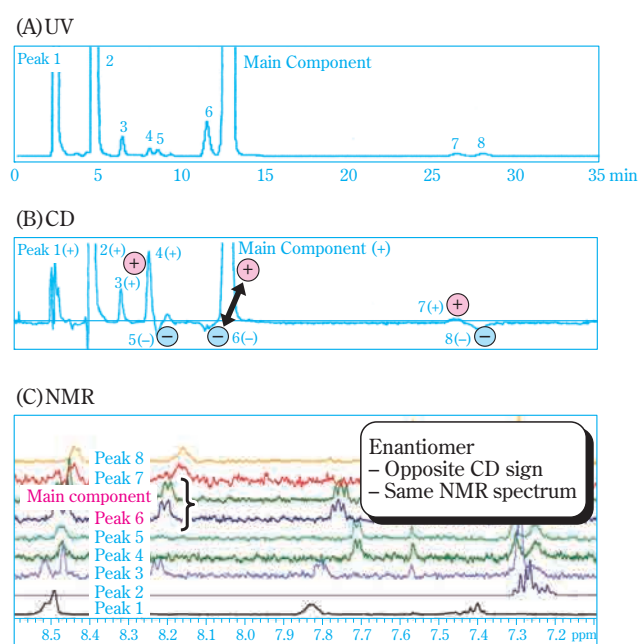 (A)UV
Peak 1
2
3
4
5
6
Main Component
7
8
0 5 10 15 20 25 30 35 min
(B)CD
Peak 1(+)
2(+)
3(+)
+
4(+)
5(–)
–
Main Component (+)
+
–
6(–)
7(+)
+
8(–)
–
(C)NMR
Enantiomer
– Opposite CD sign
– Same NMR spectrum
Peak 8
Peak 7
Main component
Peak 6
Peak 5
Peak 4
Peak 3
Peak 2
Peak 1
8.5 8.4 8.3 8.2 8.1 8.0 7.9 7.8 7.7 7.6 7.5 7.4 7.3 7.2 ppm